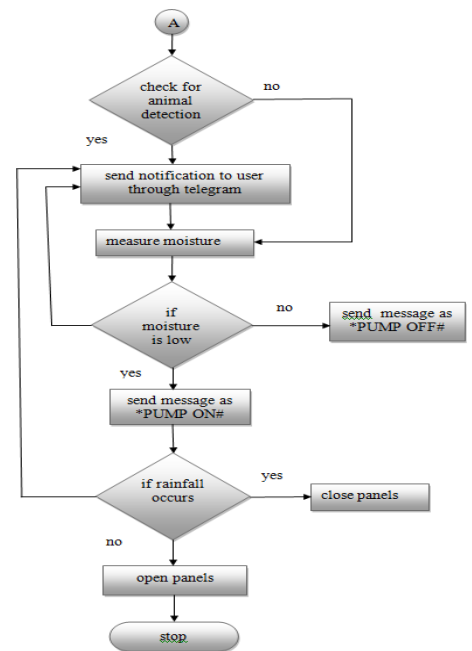 A
check for
animal
detection
no
yes
send notification to user
through telegram
measure moisture
if
moisture
is low
no
send message as
*PUMP OFF#
yes
send message as
*PUMP ON#
if rainfall
occurs
yes
close panels
no
open panels
stop